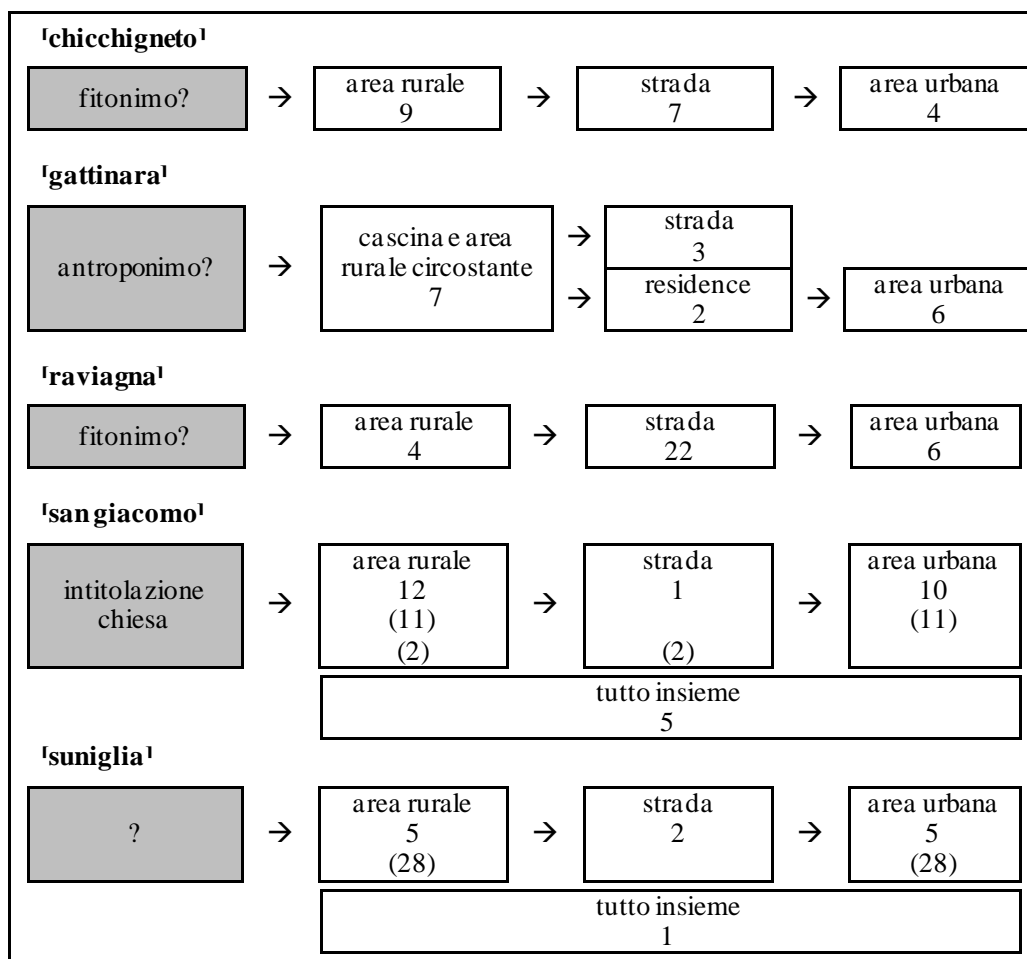 ⸢chicchigneto⸣
fitonimo? → area rurale → strada → area urbana
9 7 4
⸢gattinara⸣
antroponimo? → cascina e area rurale circostante 7
→ strada
3
→ residence → area urbana
2 6
⸢raviagna⸣
fitonimo? → area rurale → strada → area urbana
4 22 6
⸢san giacomo⸣
intitolazione chiesa → area rurale → strada → area urbana
12 1 10
(11) (11)
(2) (2)
tutto insieme
5
⸢suniglia⸣
? → area rurale → strada → area urbana
5 2 5
(28) (28)
tutto insieme
1